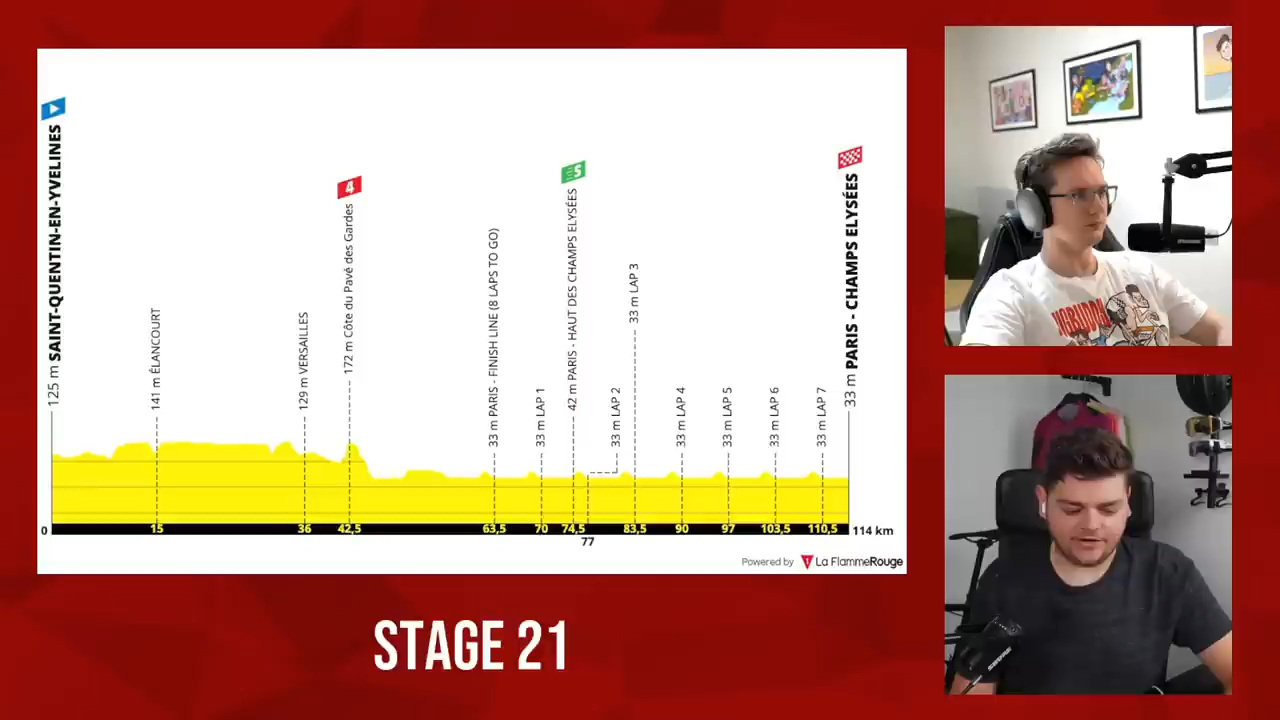 125 m SAINT-QUENTIN-EN-YVELINES
141 m ÉLANCOURT
129 m VERSAILLES
4
172 m Côte du Pavé des Gardes
33 m PARIS - FINISH LINE (8 LAPS TO GO)
33 m LAP 1
S
42 m PARIS - HAUT DES CHAMPS ELYSÉES
33 m LAP 2
33 m LAP 3
33 m LAP 4
33 m LAP 5
33 m LAP 6
33 m LAP 7
33 m PARIS - CHAMPS ELYSÉES
0 15 36 42,5 63,5 70 74,5 83,5 90 97 103,5 110,5 114 km
77
Powered by La FlammeRouge
STAGE 21